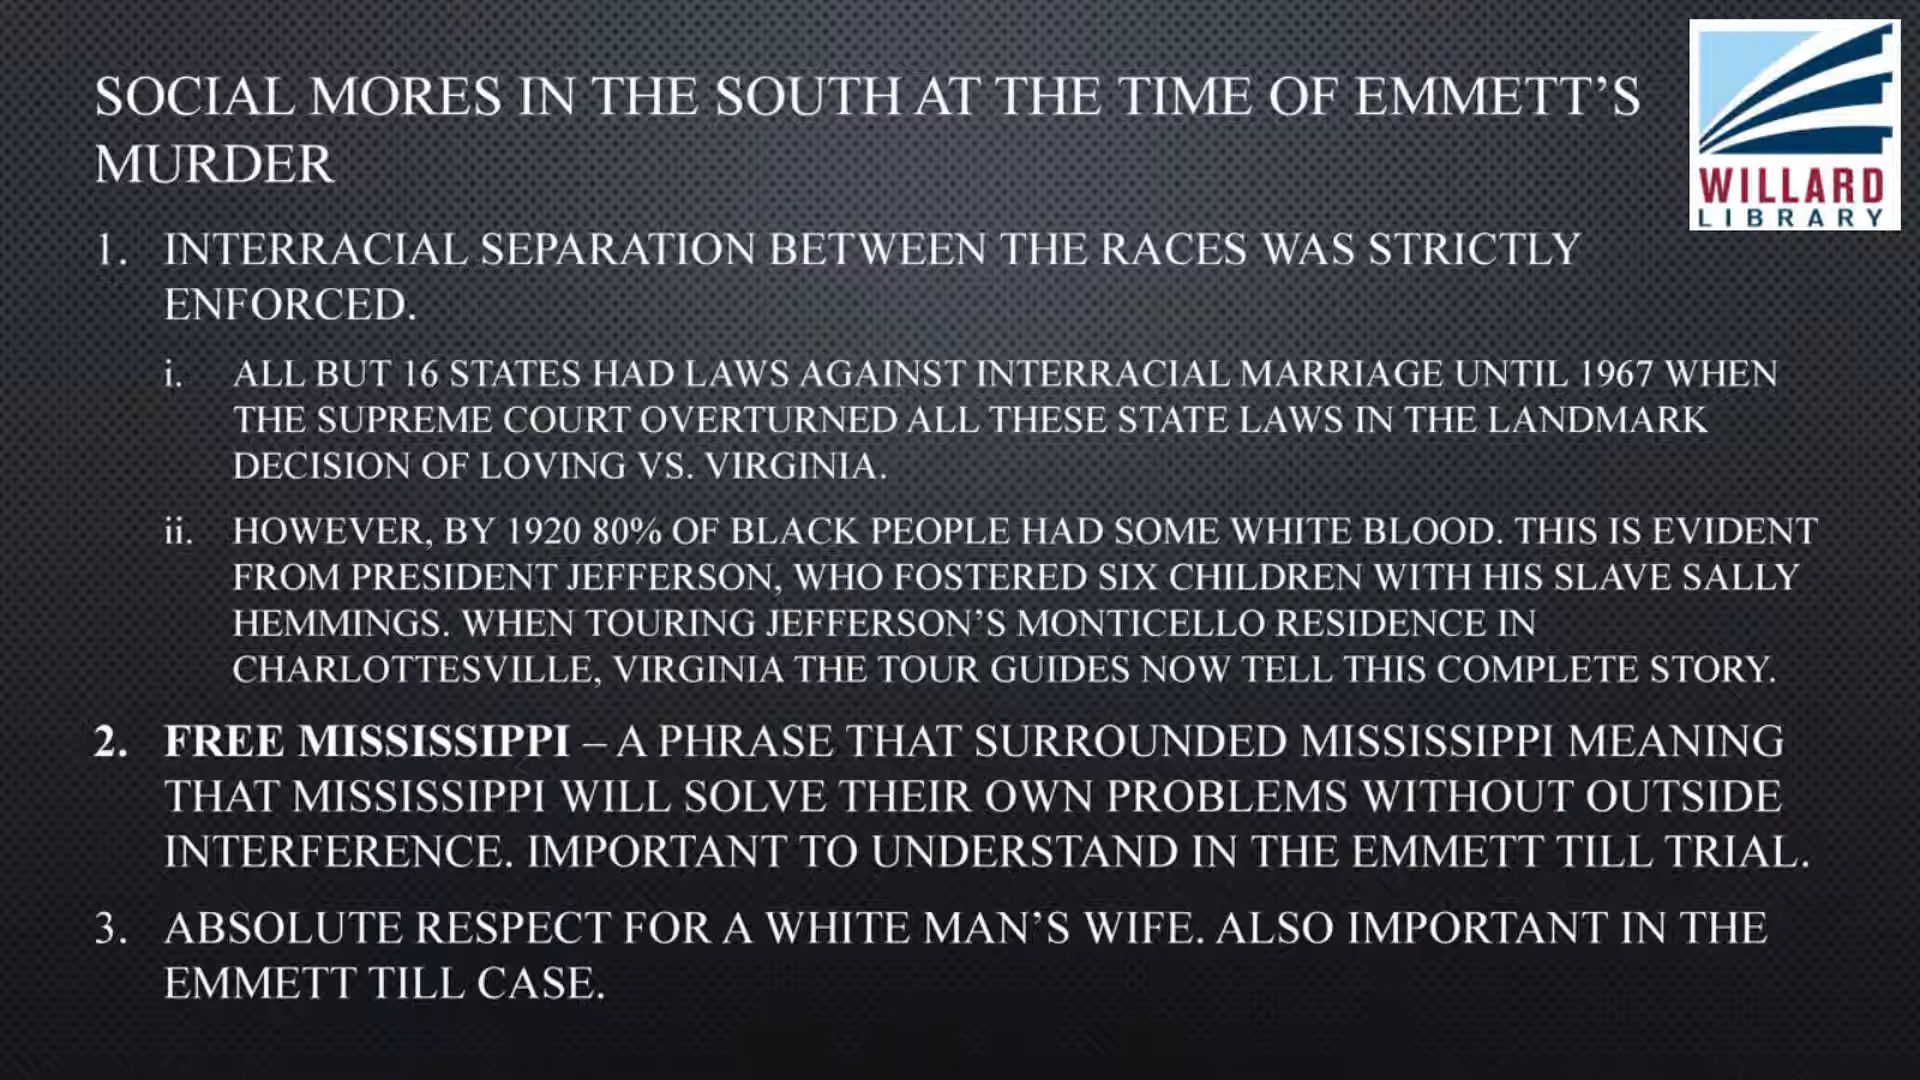 SOCIAL MORES IN THE SOUTH AT THE TIME OF EMMETT'S
MURDER
WILLARD
LIBRARY
1. INTERRACIAL SEPARATION BETWEEN THE RACES WAS STRICTLY
ENFORCED.
i. ALL BUT 16 STATES HAD LAWS AGAINST INTERRACIAL MARRIAGE UNTIL 1967 WHEN
THE SUPREME COURT OVERTURNED ALL THESE STATE LAWS IN THE LANDMARK
DECISION OF LOVING VS. VIRGINIA.
ii. HOWEVER, BY 1920 80% OF BLACK PEOPLE HAD SOME WHITE BLOOD. THIS IS EVIDENT
FROM PRESIDENT JEFFERSON, WHO FOSTERED SIX CHILDREN WITH HIS SLAVE SALLY
HEMMINGS. WHEN TOURING JEFFERSON'S MONTICELLO RESIDENCE IN
CHARLOTTESVILLE, VIRGINIA THE TOUR GUIDES NOW TELL THIS COMPLETE STORY.
2. FREE MISSISSIPPI – A PHRASE THAT SURROUNDED MISSISSIPPI MEANING
THAT MISSISSIPPI WILL SOLVE THEIR OWN PROBLEMS WITHOUT OUTSIDE
INTERFERENCE. IMPORTANT TO UNDERSTAND IN THE EMMETT TILL TRIAL.
3. ABSOLUTE RESPECT FOR A WHITE MAN'S WIFE. ALSO IMPORTANT IN THE
EMMETT TILL CASE.